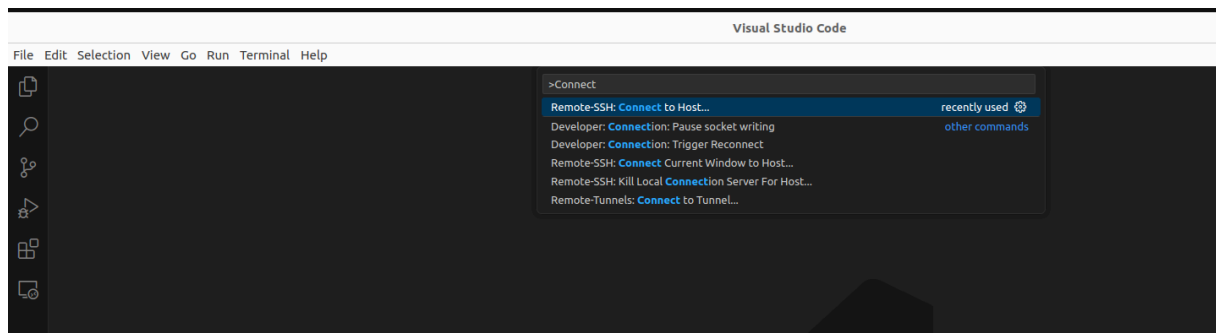 Visual Studio Code
File Edit Selection View Go Run Terminal Help
>Connect
Remote-SSH: Connect to Host... recently used
Developer: Connection: Pause socket writing other commands
Developer: Connection: Trigger Reconnect
Remote-SSH: Connect Current Window to Host...
Remote-SSH: Kill Local Connection Server For Host...
Remote-Tunnels: Connect to Tunnel...